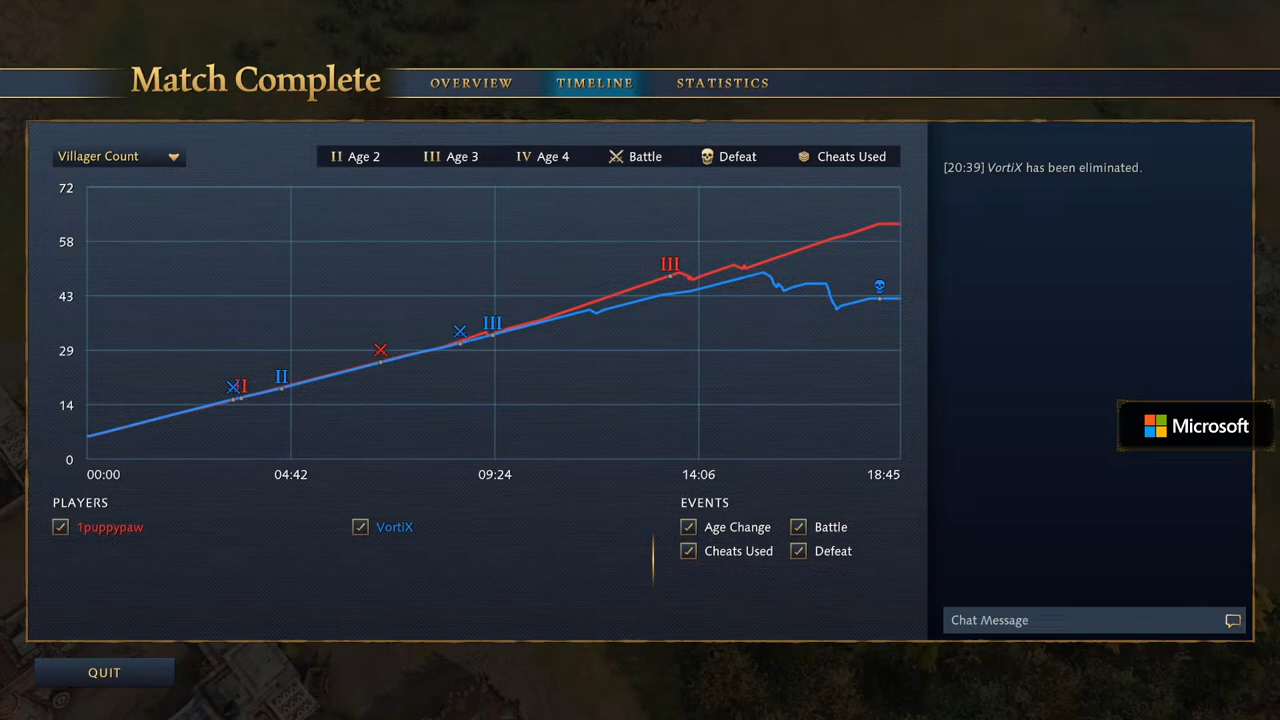 Match Complete
OVERVIEW
TIMELINE
STATISTICS
Villager Count
II Age 2
III Age 3
IV Age 4
Battle
Defeat
Cheats Used
[20:39] VortiX has been eliminated.
72
58
43
29
14
0
III
III
II
II
00:00
04:42
09:24
14:06
18:45
Microsoft
PLAYERS
1puppypaw
VortiX
EVENTS
Age Change
Battle
Cheats Used
Defeat
Chat Message
QUIT